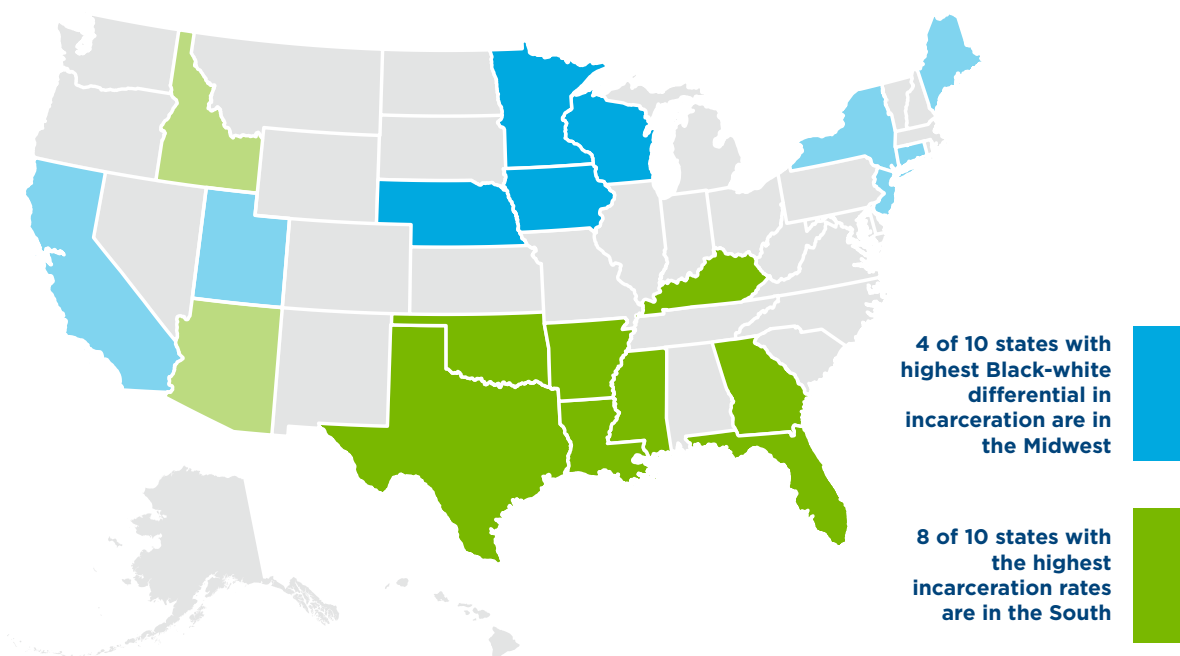 4 of 10 states with
highest Black-white
differential in
incarceration are in
the Midwest
8 of 10 states with
the highest
incarceration rates
are in the South